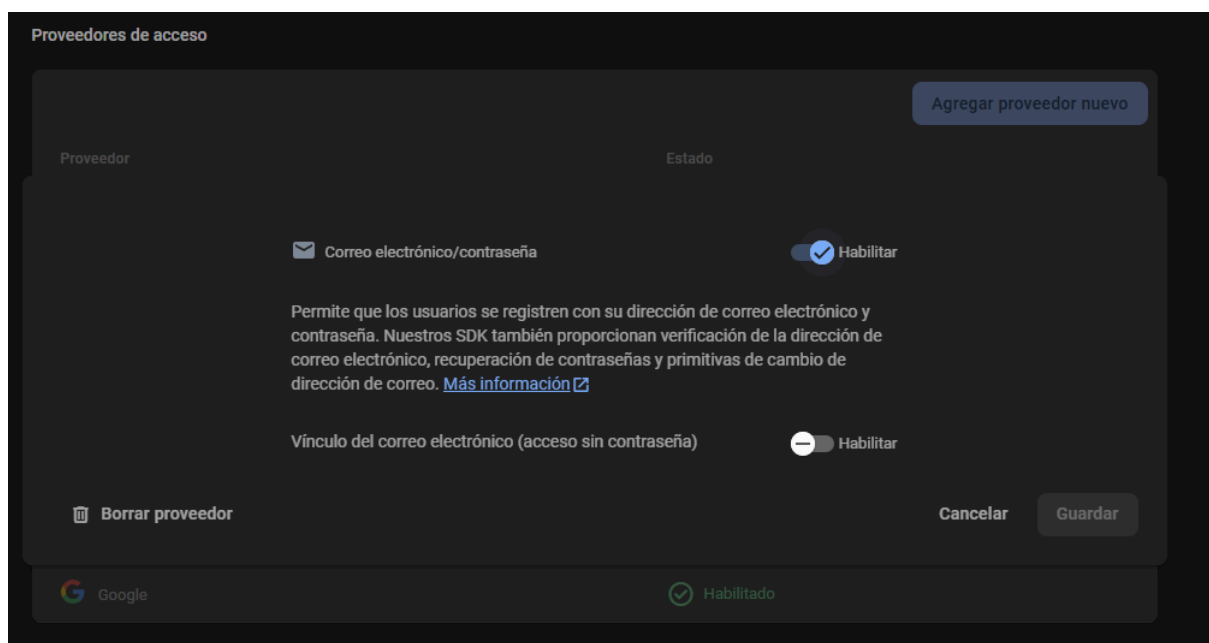 Proveedores de acceso
Agregar proveedor nuevo
Proveedor
Estado
Correo electrónico/contraseña
Habilitar
Permite que los usuarios se registren con su dirección de correo electrónico y
contraseña. Nuestros SDK también proporcionan verificación de la dirección de
correo electrónico, recuperación de contraseñas y primitivas de cambio de
dirección de correo. Más información
Vínculo del correo electrónico (acceso sin contraseña)
Habilitar
Borrar proveedor
Cancelar
Guardar
Google
Habilitado